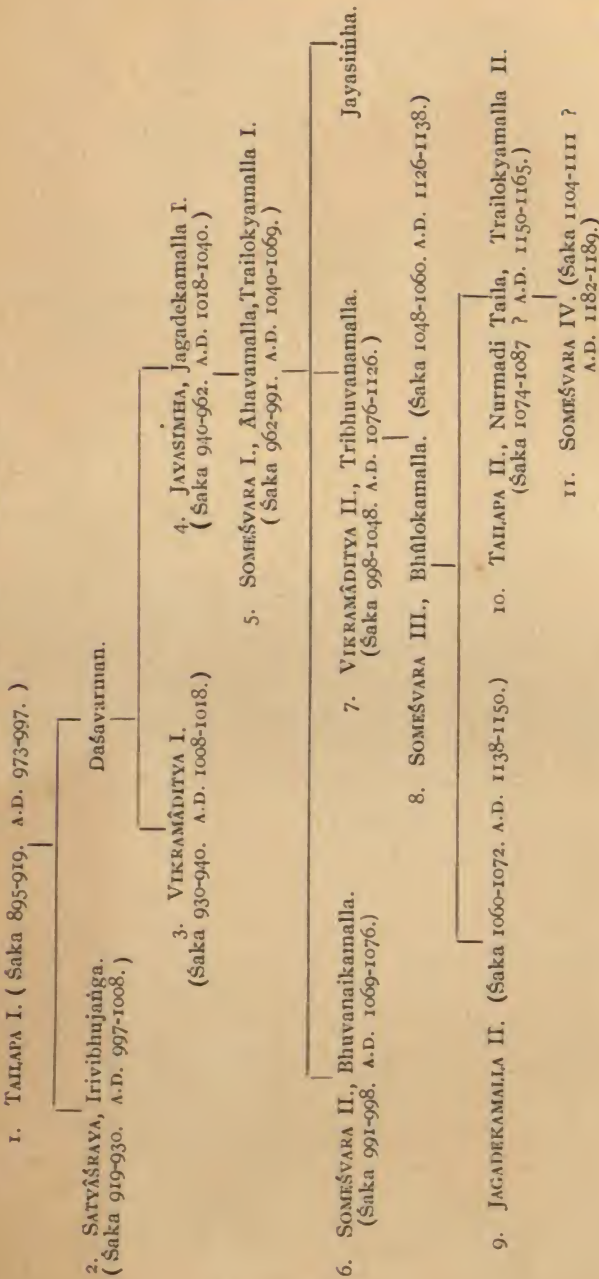 1. TAILAPA I. ( Śaka 895-919. A.D. 973-997. )
2. SATYÂŚRAYA, Irivibhujaṅga.
( Śaka 919-930. A.D. 997-1008. )
Daśavarman.
3. VIKRAMÂDITYA I.
(Śaka 930-940. A.D. 1008-1018.)
4. JAYASIṀHA, Jagadekamalla I.
( Śaka 940-962. A.D. 1018-1040. )
5. SOMEŚVARA I., Âhavamalla, Trailokyamalla I.
( Śaka 962-991. A.D. 1040-1069. )
6. SOMEŚVARA II., Bhuvanaikamalla.
(Śaka 991-998. A.D. 1069-1076.)
7. VIKRAMÂDITYA II., Tribhuvanamalla.
(Śaka 998-1048. A.D. 1076-1126.)
Jayasiṁha.
8. SOMEŚVARA III., Bhûlokamalla. (Śaka 1048-1060. A.D. 1126-1138.)
9. JAGADEKAMALLA II. (Śaka 1060-1072. A.D. 1138-1150.)
10. TAILAPA II., Nurmadi Taila, Trailokyamalla II.
(Śaka 1074-1087 ? A.D. 1150-1165.)
11. SOMEŚVARA IV. (Śaka 1104-1111 ?
A.D. 1182-1189.)